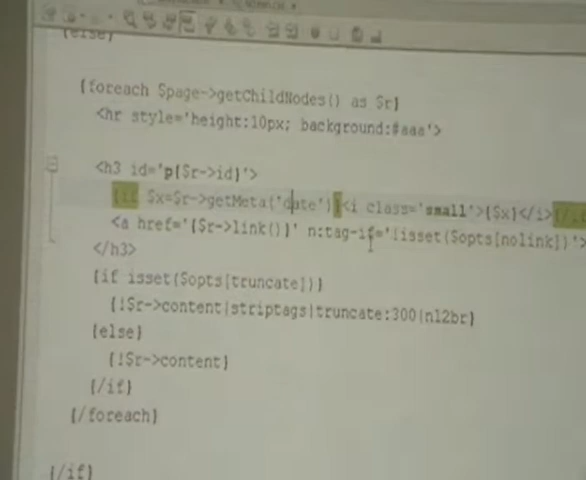 {else}
{foreach $page->getChildNodes() as $r}
<hr style='height:10px; background:#aaa'>
<h3 id='p{$r->id}'>
{if $x=$r->getMeta('date')}<i class='small'>{$x}</i>{/if
<a href='{$r->link()}' n:tag-if='!isset($opts[nolink])'>
</h3>
{if isset($opts[truncate])}
{!$r->content|striptags|truncate:300|nl2br}
{else}
{!$r->content}
{/if}
{/foreach}
{/if}